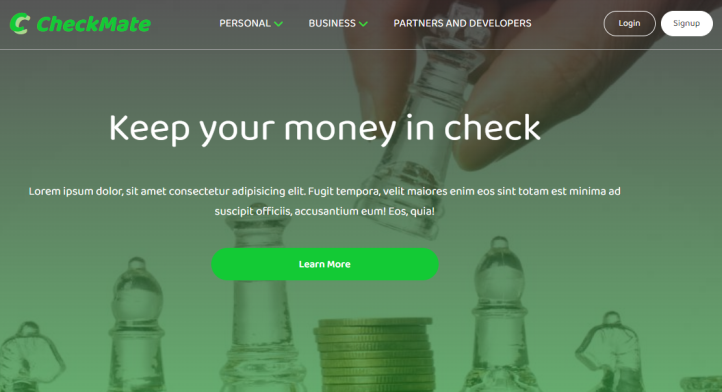 CheckMate
PERSONAL
BUSINESS
PARTNERS AND DEVELOPERS
Login
Signup
Keep your money in check
Lorem ipsum dolor, sit amet consectetur adipisicing elit. Fugit tempora, velit maiores enim eos sint totam est minima ad
suscipit officiis, accusantium eum! Eos, quia!
Learn More